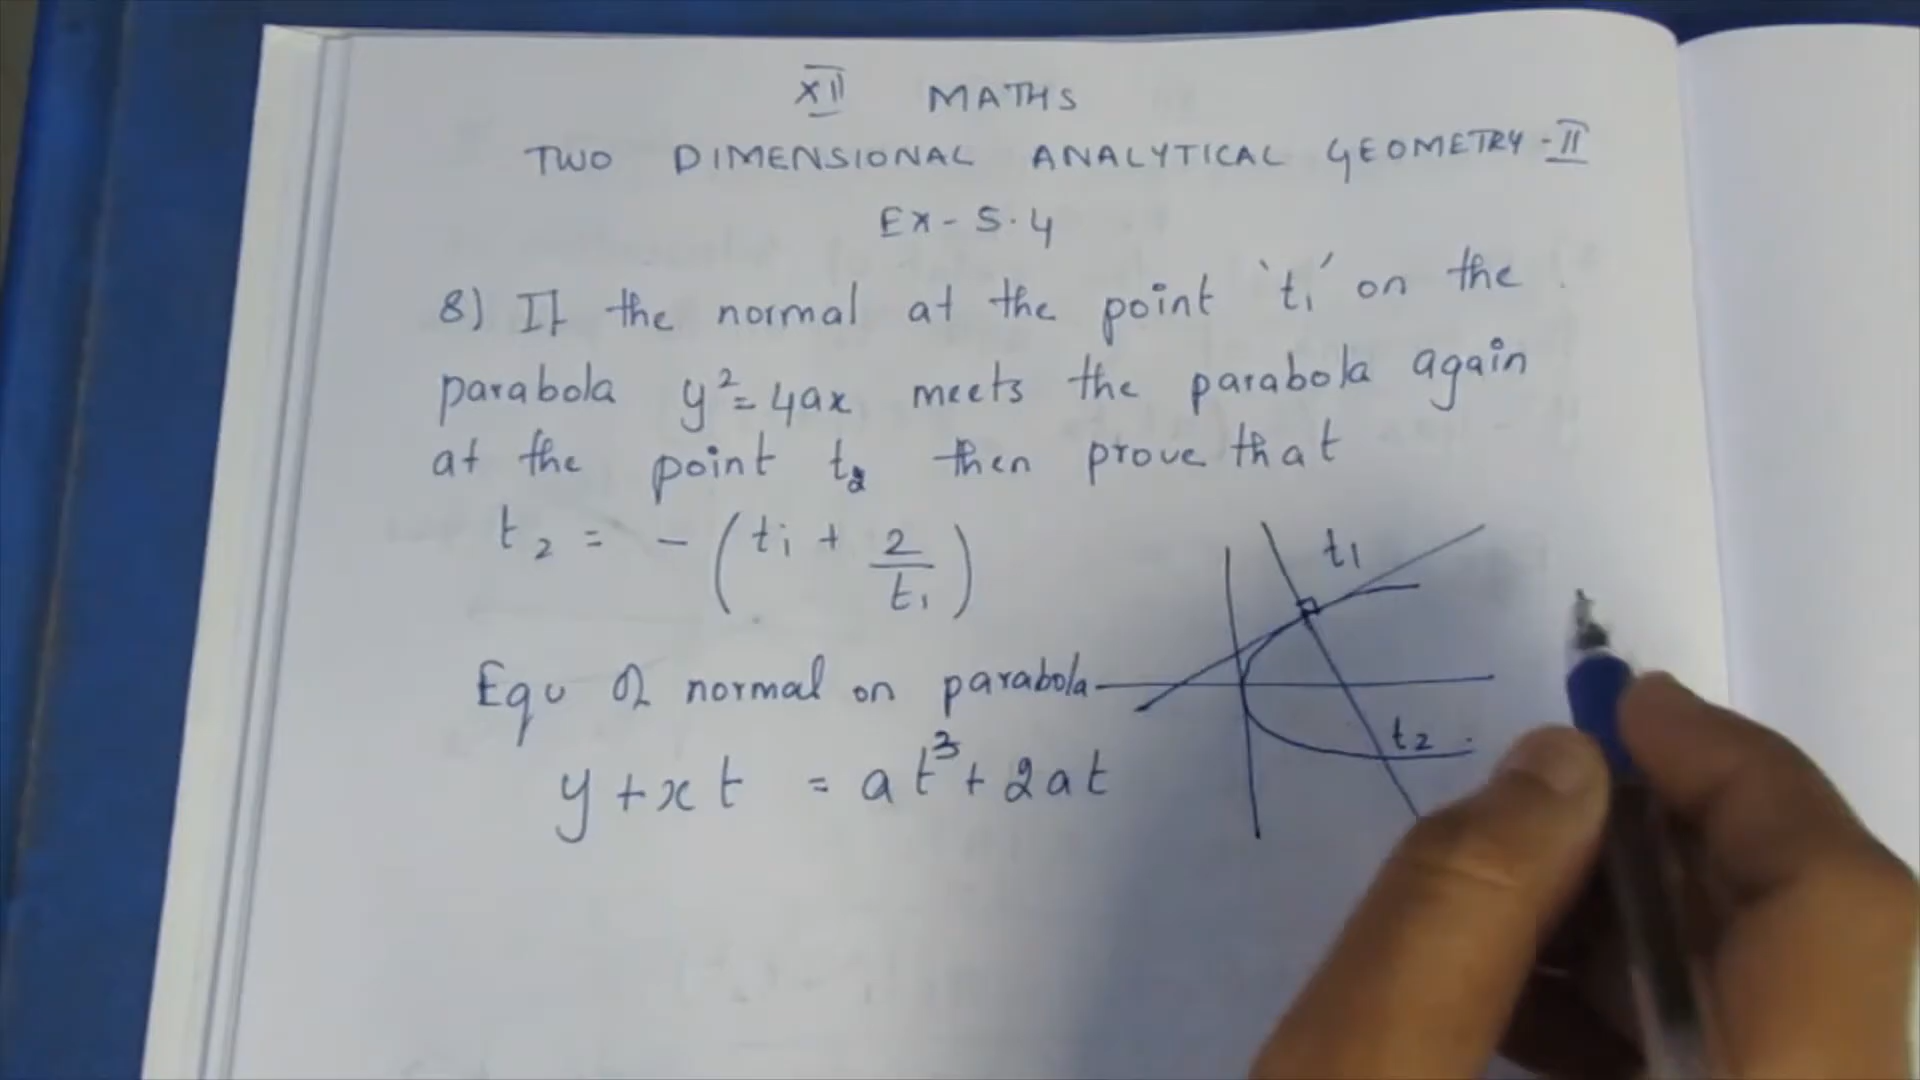 XII MATHS
TWO DIMENSIONAL ANALYTICAL GEOMETRY - II
EX - 5.4
8) If the normal at the point 't₁' on the
parabola y² = 4ax meets the parabola again
at the point t₂ then prove that
t₂ = - (t₁ + 2/t₁)
t₁
Equ of normal on parabola
t₂
y + xt = at³ + 2at